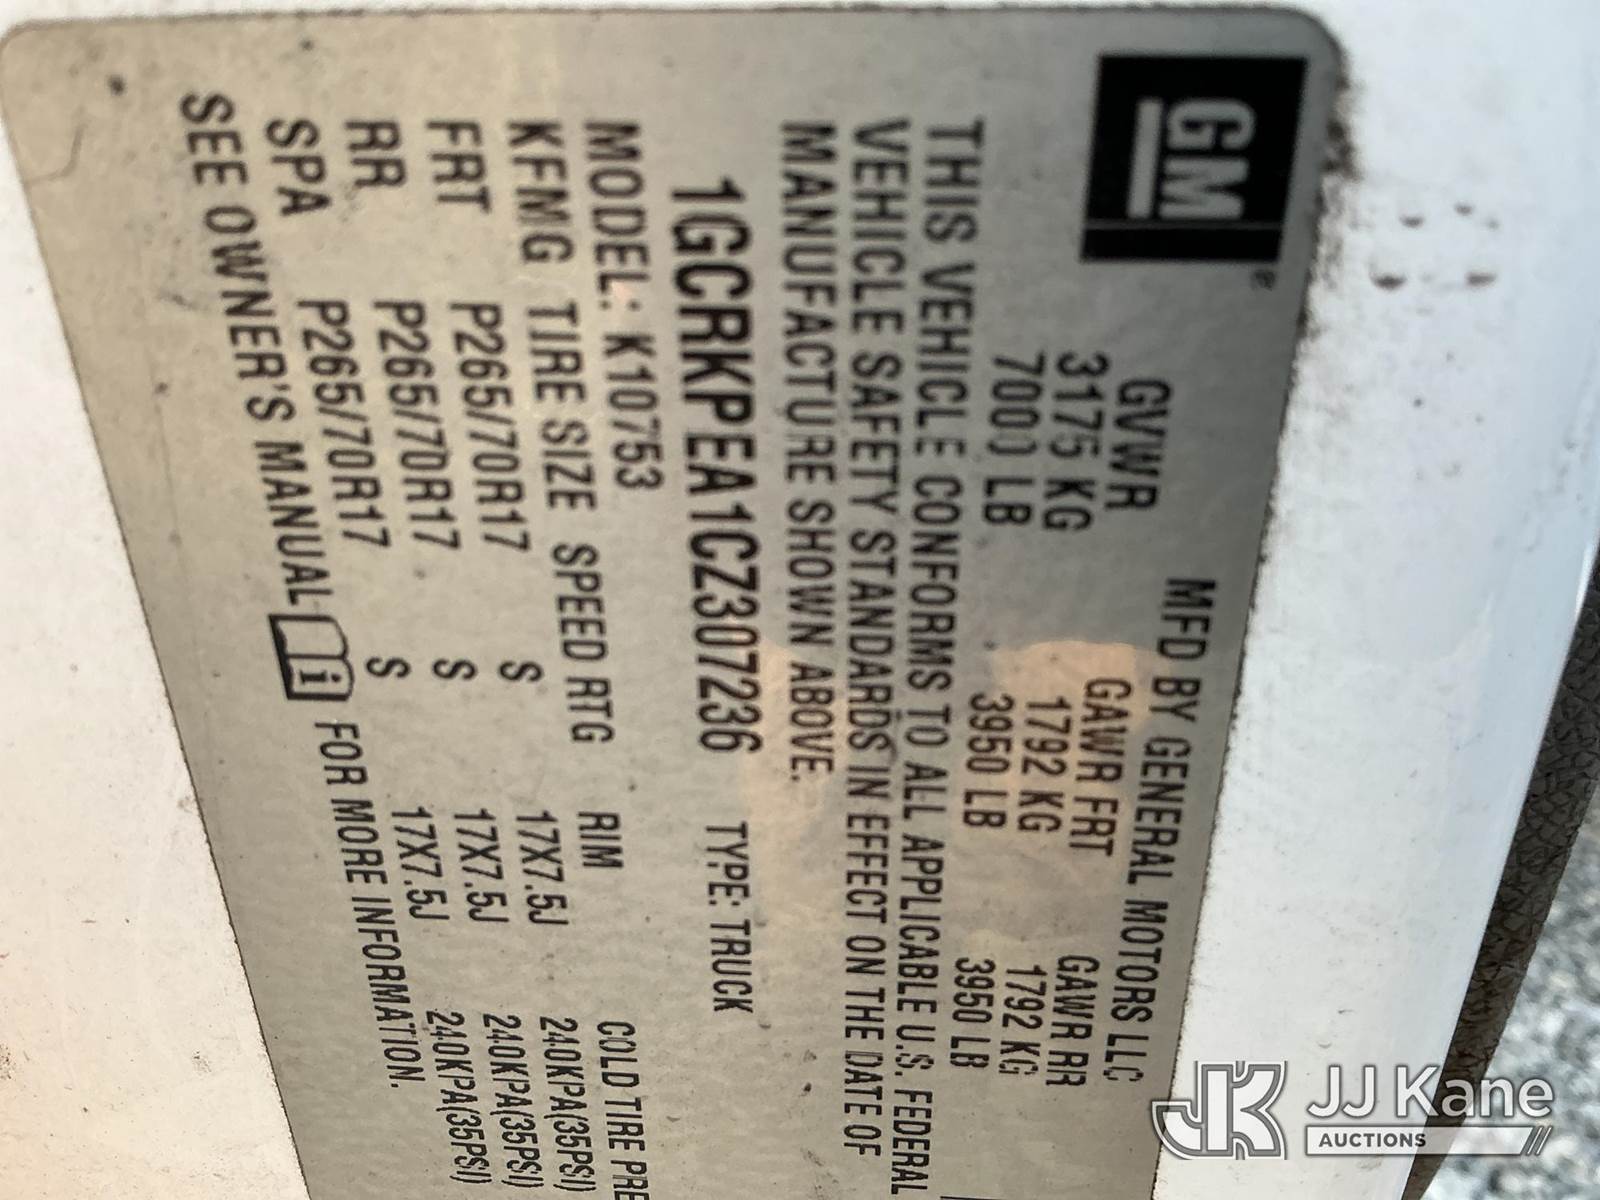 GM
MFD BY GENERAL MOTORS LLC
GVWR GAWR FRT GAWR RR
3175 KG 1792 KG 1792 KG
7000 LB 3950 LB 3950 LB
THIS VEHICLE CONFORMS TO ALL APPLICABLE U.S. FEDERAL
VEHICLE SAFETY STANDARDS IN EFFECT ON THE DATE OF
MANUFACTURE SHOWN ABOVE.
1GCRKPEA1CZ307236 TYPE: TRUCK
MODEL: K10753
KFMG TIRE SIZE SPEED RTG RIM COLD TIRE PRE
FRT P265/70R17 S 17X7.5J 240KPA(35PSI)
RR P265/70R17 S 17X7.5J 240KPA(35PSI)
SPA P265/70R17 S 17X7.5J 240KPA(35PSI)
SEE OWNER'S MANUAL i FOR MORE INFORMATION.
JK JJ Kane
AUCTIONS